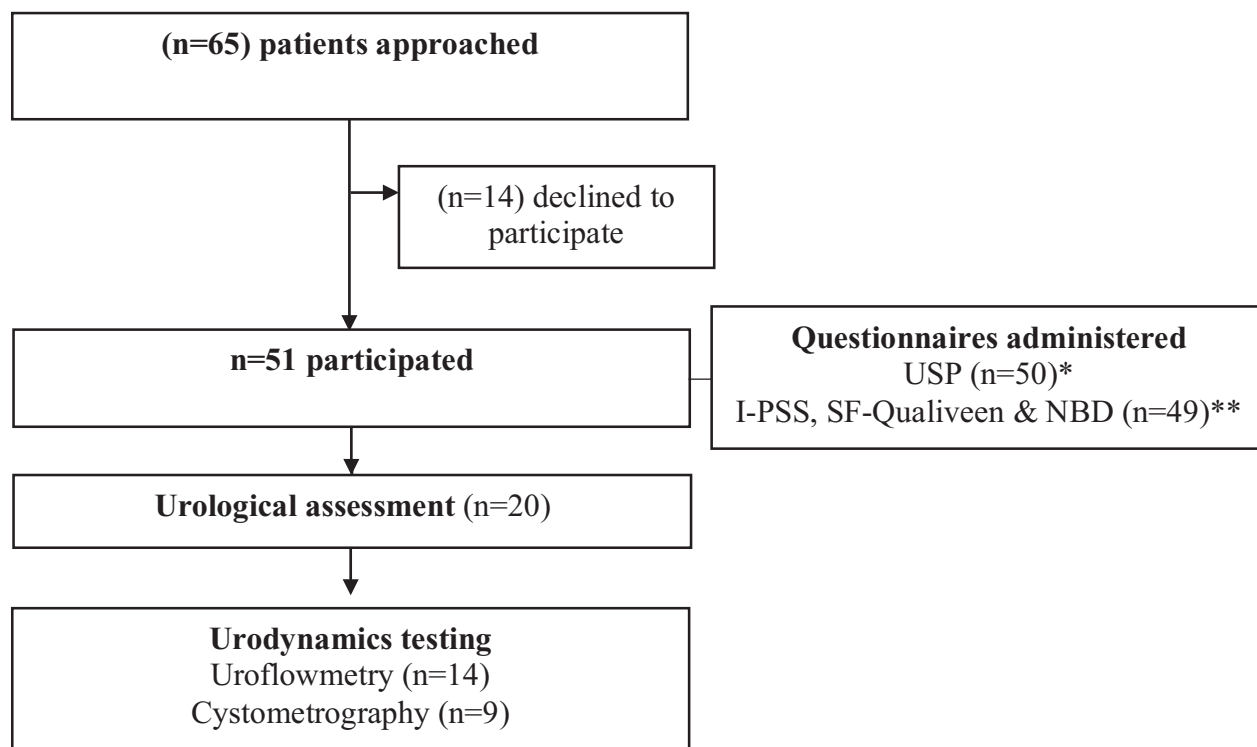 (n=65) patients approached
(n=14) declined to
participate
n=51 participated
Questionnaires administered
USP (n=50)*
I-PSS, SF-Qualiveen & NBD (n=49)**
Urological assessment (n=20)
Urodynamics testing
Uroflowmetry (n=14)
Cystometrography (n=9)